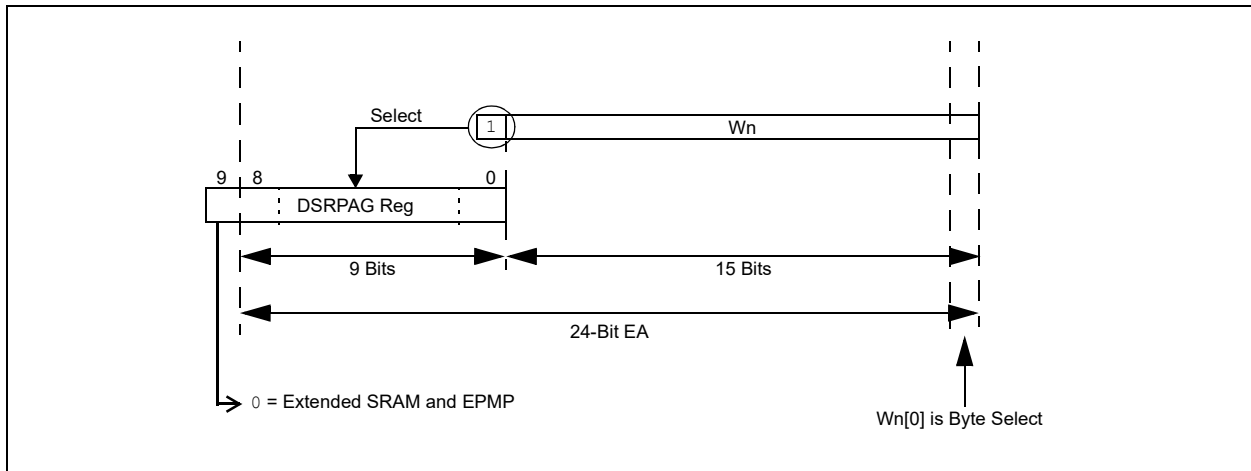 Select
1
Wn
9 8 0
DSRPAG Reg
9 Bits 15 Bits
24-Bit EA
0 = Extended SRAM and EPMP
Wn[0] is Byte Select